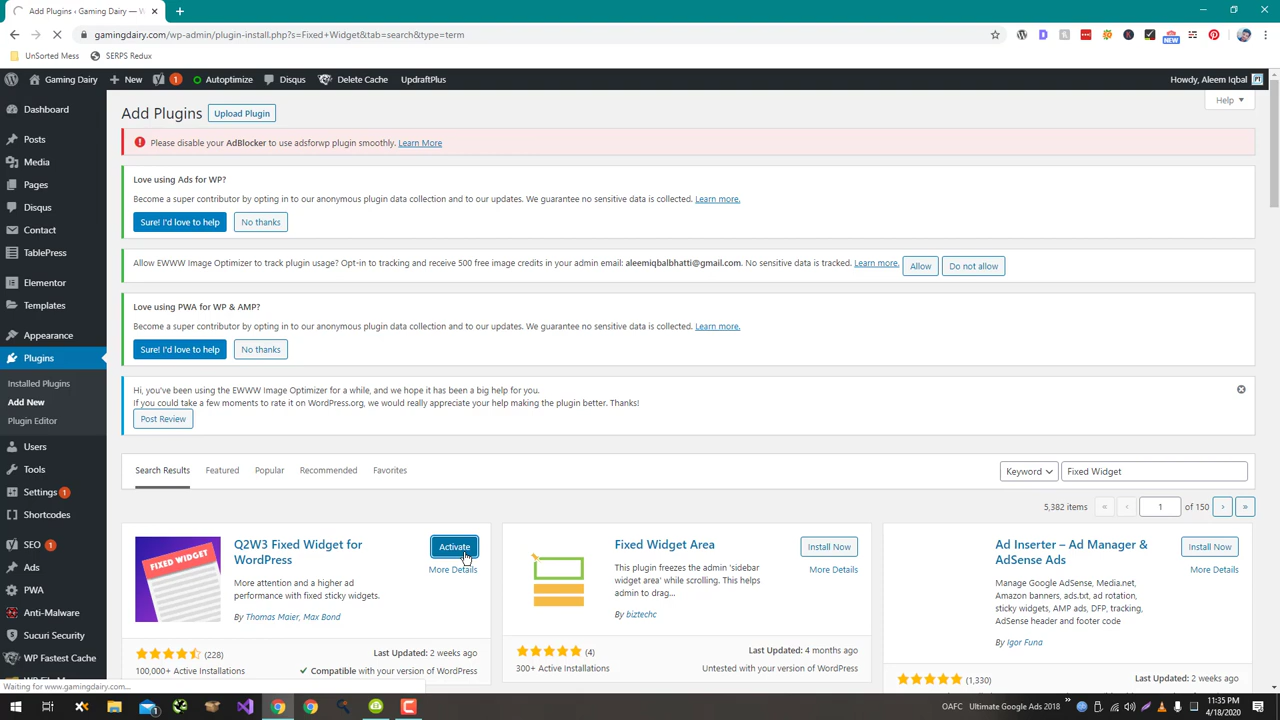 Add Plugins ‹ Gaming Dairy — W
gamingdairy.com/wp-admin/plugin-install.php?s=Fixed+Widget&tab=search&type=term
UnSorted Mess
SERPS Redux
Gaming Dairy
1
New
Autoptimize
Disqus
Delete Cache
UpdraftPlus
Howdy, Aleem Iqbal
Dashboard
Posts
Media
Pages
Disqus
Contact
TablePress
Elementor
Templates
Appearance
Plugins
Installed Plugins
Add New
Plugin Editor
Users
Tools
Settings 1
Shortcodes
SEO 1
Ads
PWA
Anti-Malware
Sucuri Security
WP Fastest Cache
Add Plugins
Upload Plugin
Help
Please disable your AdBlocker to use adsforwp plugin smoothly. Learn More
Love using Ads for WP?
Become a super contributor by opting in to our anonymous plugin data collection and to our updates. We guarantee no sensitive data is collected. Learn more.
Sure! I'd love to help
No thanks
Allow EWWW Image Optimizer to track plugin usage? Opt-in to tracking and receive 500 free image credits in your admin email: aleemiqbalbhatti@gmail.com. No sensitive data is tracked. Learn more.
Allow
Do not allow
Love using PWA for WP & AMP?
Become a super contributor by opting in to our anonymous plugin data collection and to our updates. We guarantee no sensitive data is collected. Learn more.
Sure! I'd love to help
No thanks
Hi, you've been using the EWWW Image Optimizer for a while, and we hope it has been a big help for you.
If you could take a few moments to rate it on WordPress.org, we would really appreciate your help making the plugin better. Thanks!
Post Review
Search Results
Featured
Popular
Recommended
Favorites
Keyword
Fixed Widget
5,382 items
«
‹
1
of 150
›
»
FIXED WIDGET
Q2W3 Fixed Widget for
WordPress
Activate
More Details
More attention and a higher ad
performance with fixed sticky widgets.
By Thomas Maier, Max Bond
(228)
Last Updated: 2 weeks ago
100,000+ Active Installations
Compatible with your version of WordPress
Fixed Widget Area
Install Now
More Details
This plugin freezes the admin 'sidebar
widget area' while scrolling. This helps
admin to drag...
By biztechc
(4)
Last Updated: 4 months ago
300+ Active Installations
Untested with your version of WordPress
Ad Inserter – Ad Manager &
AdSense Ads
Install Now
More Details
Manage Google AdSense, Media.net,
Amazon banners, ads.txt, ad rotation,
sticky widgets, AMP ads, DFP, tracking,
AdSense header and footer code
By Igor Funa
(1,330)
Last Updated: 2 weeks ago
Waiting for www.gamingdairy.com...
OAFC
Ultimate Google Ads 2018
»
11:35 PM
4/18/2020
NEW